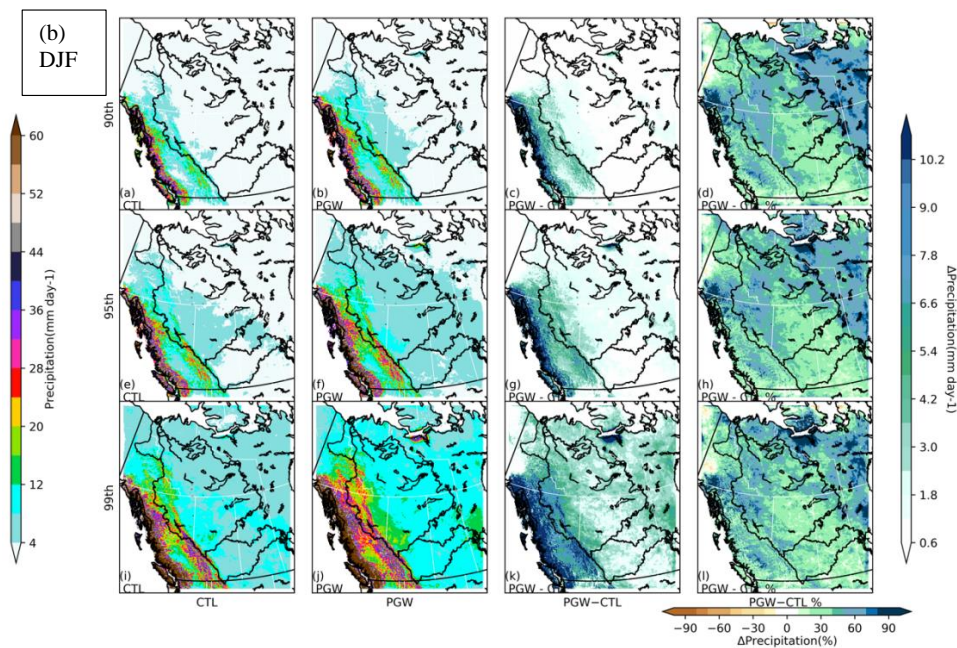 (b)
DJF
90th
(a)
CTL
(b)
PGW
(c)
PGW - CTL
(d)
PGW - CTL %
95th
(e)
CTL
(f)
PGW
(g)
PGW - CTL
(h)
PGW - CTL %
99th
(i)
CTL
(j)
PGW
(k)
PGW - CTL
(l)
PGW - CTL %
CTL
PGW
PGW−CTL
PGW−CTL %
60
52
44
36
28
20
12
4
Precipitation(mm day-1)
10.2
9.0
7.8
6.6
5.4
4.2
3.0
1.8
0.6
ΔPrecipitation(mm day-1)
−90 −60 −30 0 30 60 90
ΔPrecipitation(%)